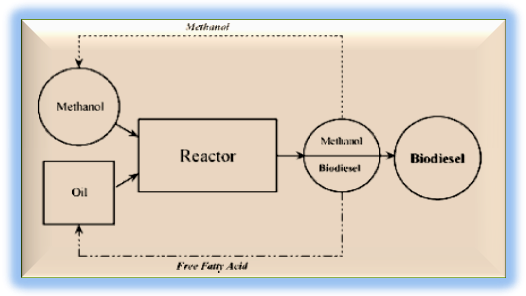 Methanol
Methanol
Reactor
Methanol
Biodiesel
Biodiesel
Oil
Free Fatty Acid